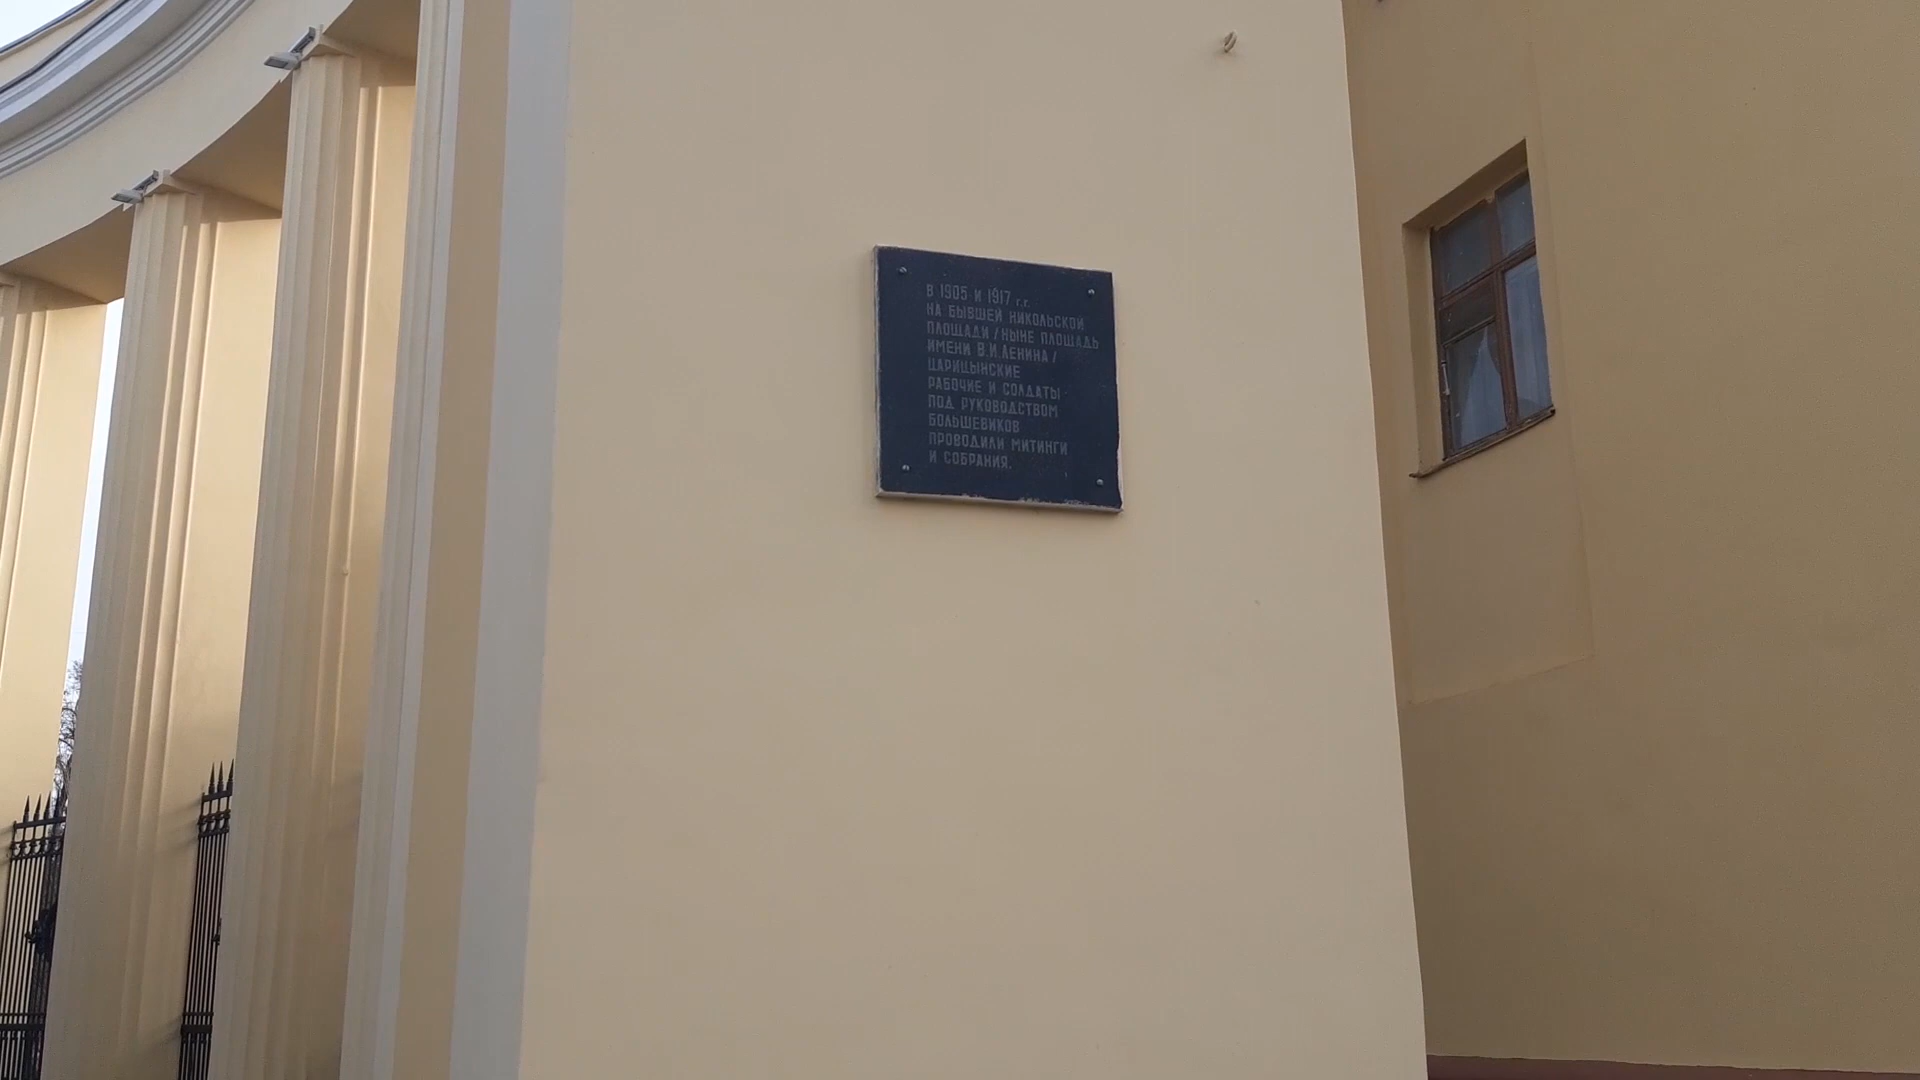 В 1905 и 1917 г.г.
НА БЫВШЕЙ НИКОЛЬСКОЙ
ПЛОЩАДИ /НЫНЕ ПЛОЩАДЬ
ИМЕНИ В.И.ЛЕНИНА/
ЦАРИЦЫНСКИЕ
РАБОЧИЕ И СОЛДАТЫ
ПОД РУКОВОДСТВОМ
БОЛЬШЕВИКОВ
ПРОВОДИЛИ МИТИНГИ
И СОБРАНИЯ.